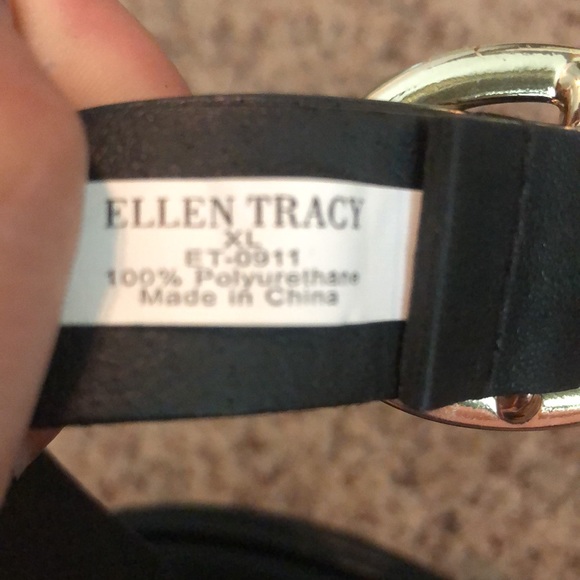 ELLEN TRACY
XL
ET-0911
100% Polyurethane
Made in China